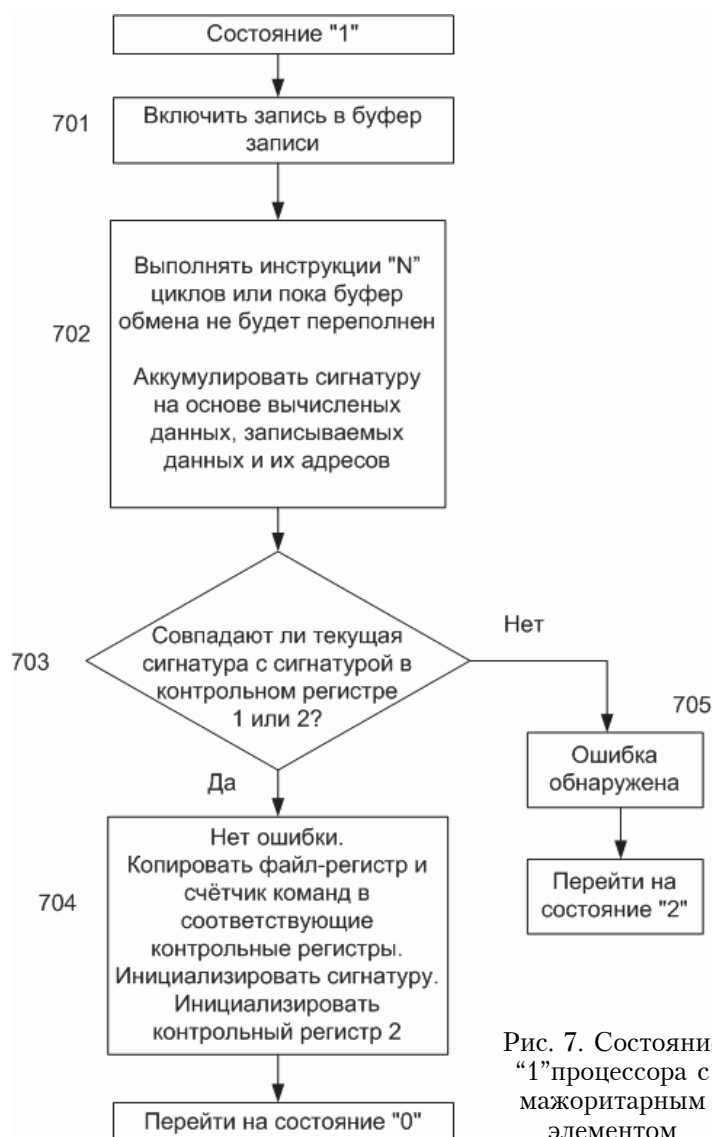 Состояние "1"
701
Включить запись в буфер
записи
702
Выполнять инструкции "N”
циклов или пока буфер
обмена не будет переполнен
Аккумулировать сигнатуру
на основе вычисленых
данных, записываемых
данных и их адресов
703
Совпадают ли текущая
сигнатура с сигнатурой в
контрольном регистре
1 или 2?
Нет
705
Ошибка
обнаружена
Перейти на
состояние "2"
Да
704
Нет ошибки.
Копировать файл-регистр и
счётчик команд в
соответствующие
контрольные регистры.
Инициализировать сигнатуру.
Инициализировать
контрольный регистр 2
Перейти на состояние "0"
Рис. 7. Состояние
“1”процессора с
мажоритарным
элементом